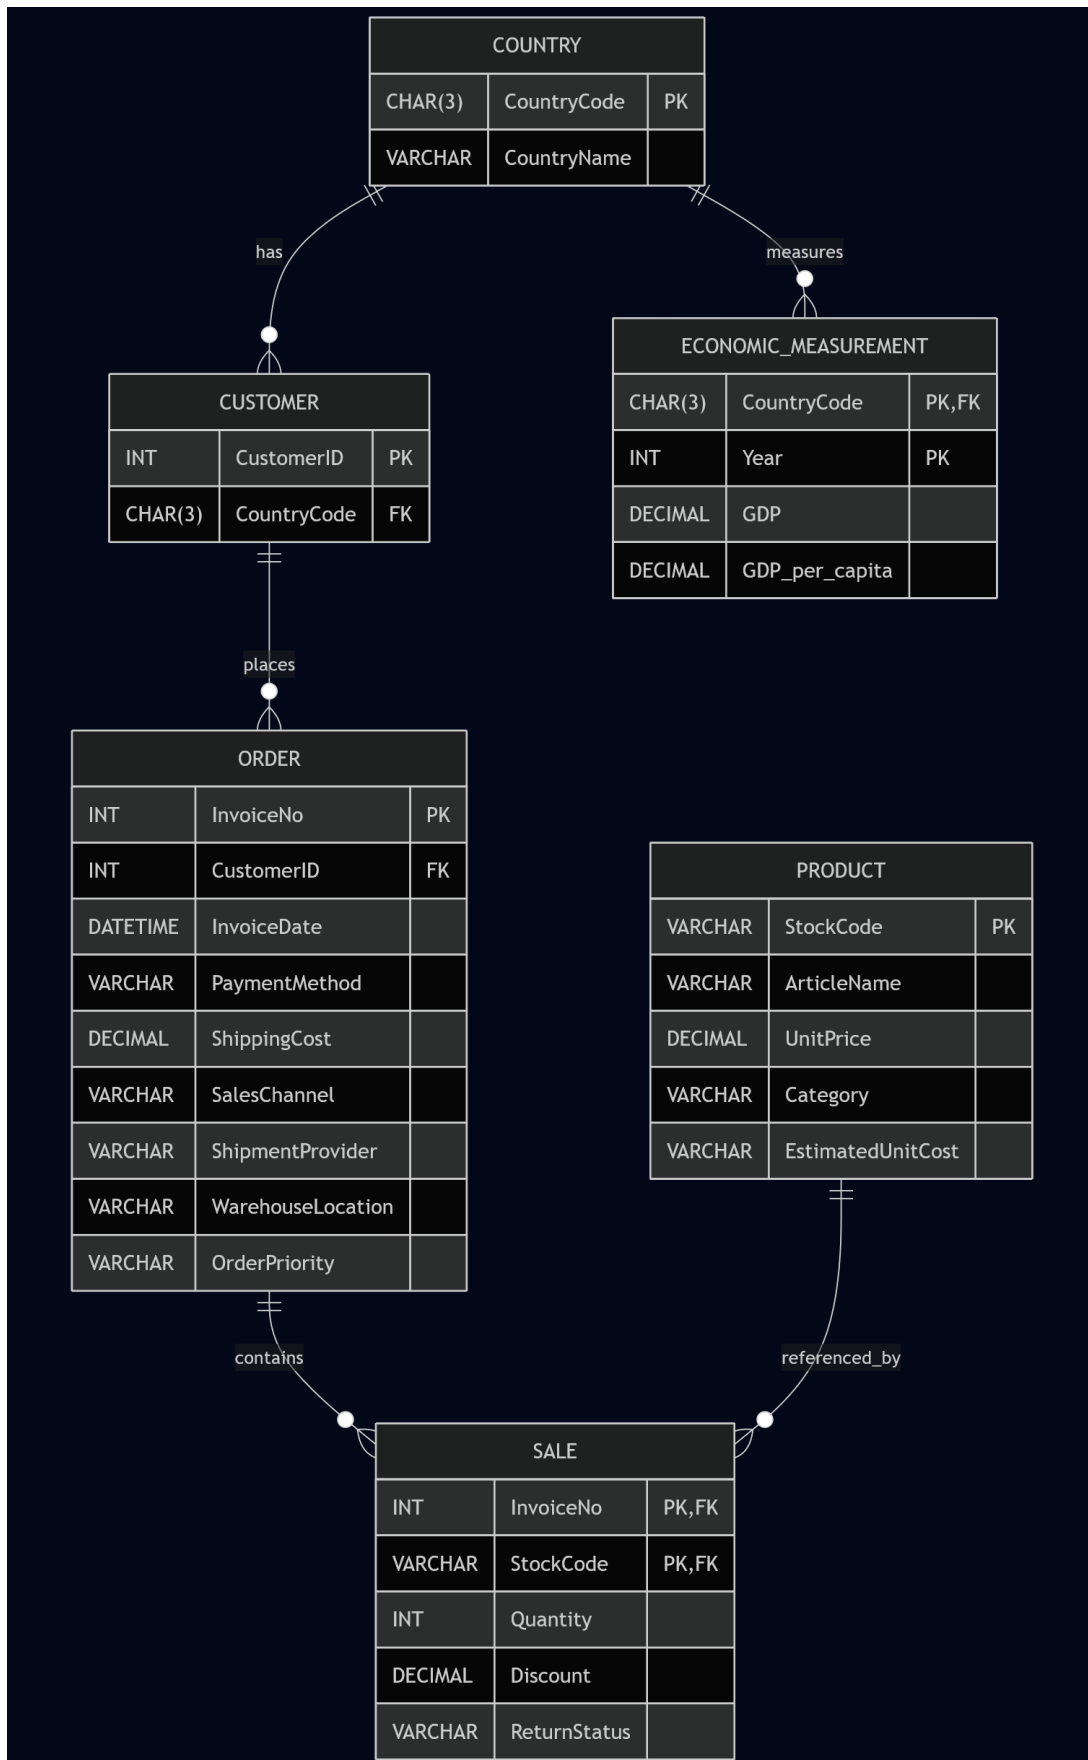 COUNTRY
CHAR(3) CountryCode PK
VARCHAR CountryName
has
measures
ECONOMIC_MEASUREMENT
CHAR(3) CountryCode PK,FK
INT Year PK
DECIMAL GDP
DECIMAL GDP_per_capita
CUSTOMER
INT CustomerID PK
CHAR(3) CountryCode FK
places
ORDER
INT InvoiceNo PK
INT CustomerID FK
DATETIME InvoiceDate
VARCHAR PaymentMethod
DECIMAL ShippingCost
VARCHAR SalesChannel
VARCHAR ShipmentProvider
VARCHAR WarehouseLocation
VARCHAR OrderPriority
PRODUCT
VARCHAR StockCode PK
VARCHAR ArticleName
DECIMAL UnitPrice
VARCHAR Category
VARCHAR EstimatedUnitCost
contains
referenced_by
SALE
INT InvoiceNo PK,FK
VARCHAR StockCode PK,FK
INT Quantity
DECIMAL Discount
VARCHAR ReturnStatus